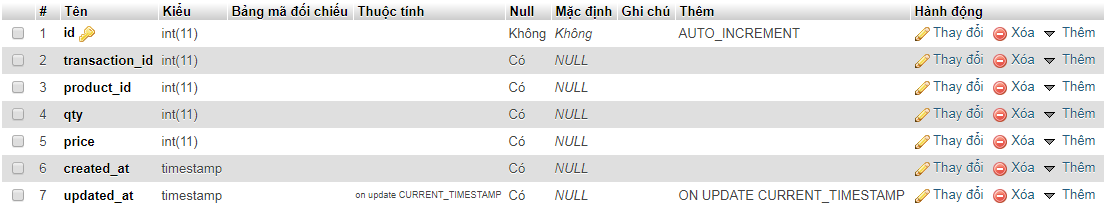 # Tên Kiểu Bảng mã đối chiếu Thuộc tính Null Mặc định Ghi chú Thêm Hành động
1 id int(11) Không Không AUTO_INCREMENT Thay đổi Xóa Thêm
2 transaction_id int(11) Có NULL Thay đổi Xóa Thêm
3 product_id int(11) Có NULL Thay đổi Xóa Thêm
4 qty int(11) Có NULL Thay đổi Xóa Thêm
5 price int(11) Có NULL Thay đổi Xóa Thêm
6 created_at timestamp Có NULL Thay đổi Xóa Thêm
7 updated_at timestamp on update CURRENT_TIMESTAMP Có NULL ON UPDATE CURRENT_TIMESTAMP Thay đổi Xóa Thêm